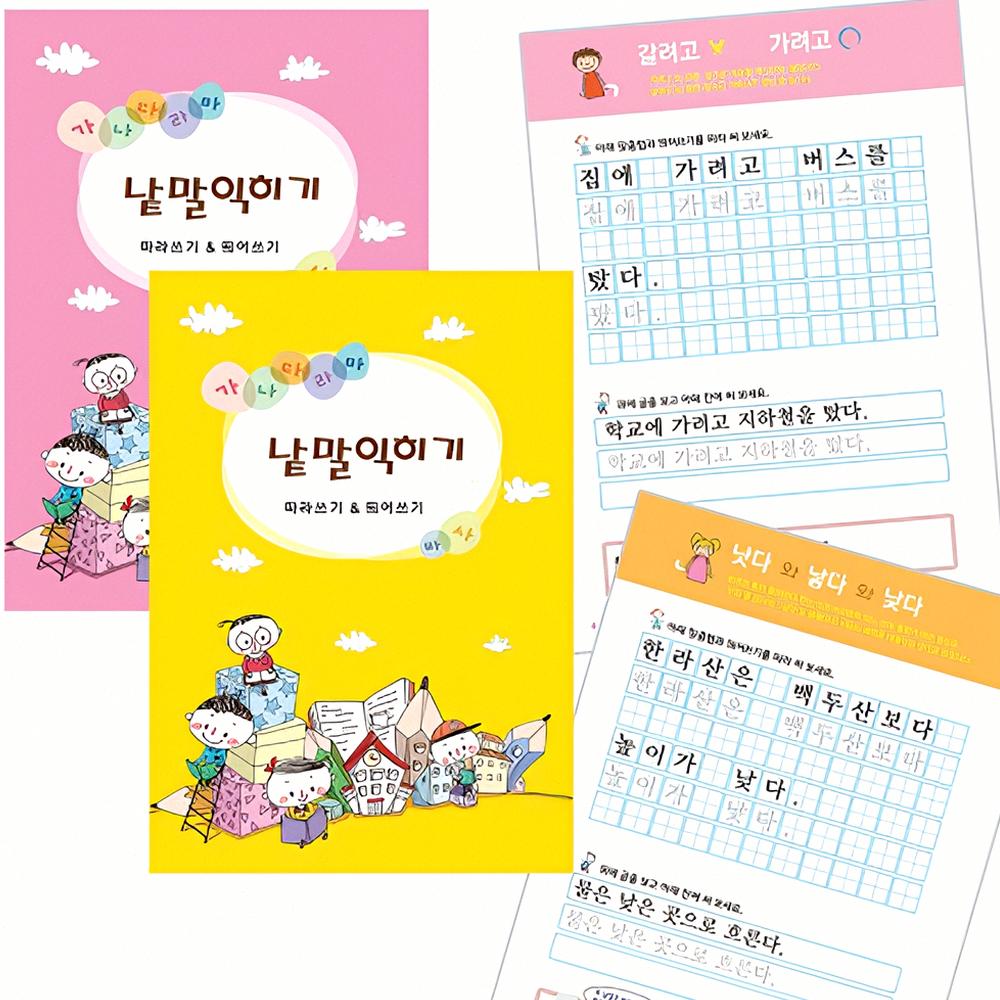 가 나 다 라 마
낱말익히기
따라쓰기 & 띄어쓰기
가 나 다 라 마
낱말익히기
따라쓰기 & 띄어쓰기
바 사
갈려고 가려고
집에 가려고 버스를
집에 가려고 버스를
탔다.
탔다.
학교에 가려고 지하철을 탔다.
학교에 가려고 지하철을 탔다.
4
낫다 와 낳다 와 낮다
한라산은 백두산보다
한라산은 백두산보다
높이가 낮다.
높이가 낮다.
물은 낮은 곳으로 흐른다.
물은 낮은 곳으로 흐른다.